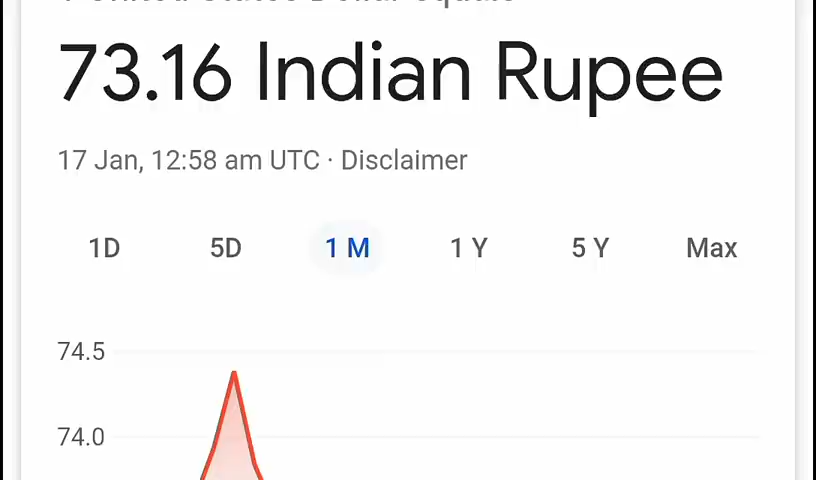 73.16 Indian Rupee
17 Jan, 12:58 am UTC · Disclaimer
1D 5D 1 M 1 Y 5 Y Max
74.5
74.0